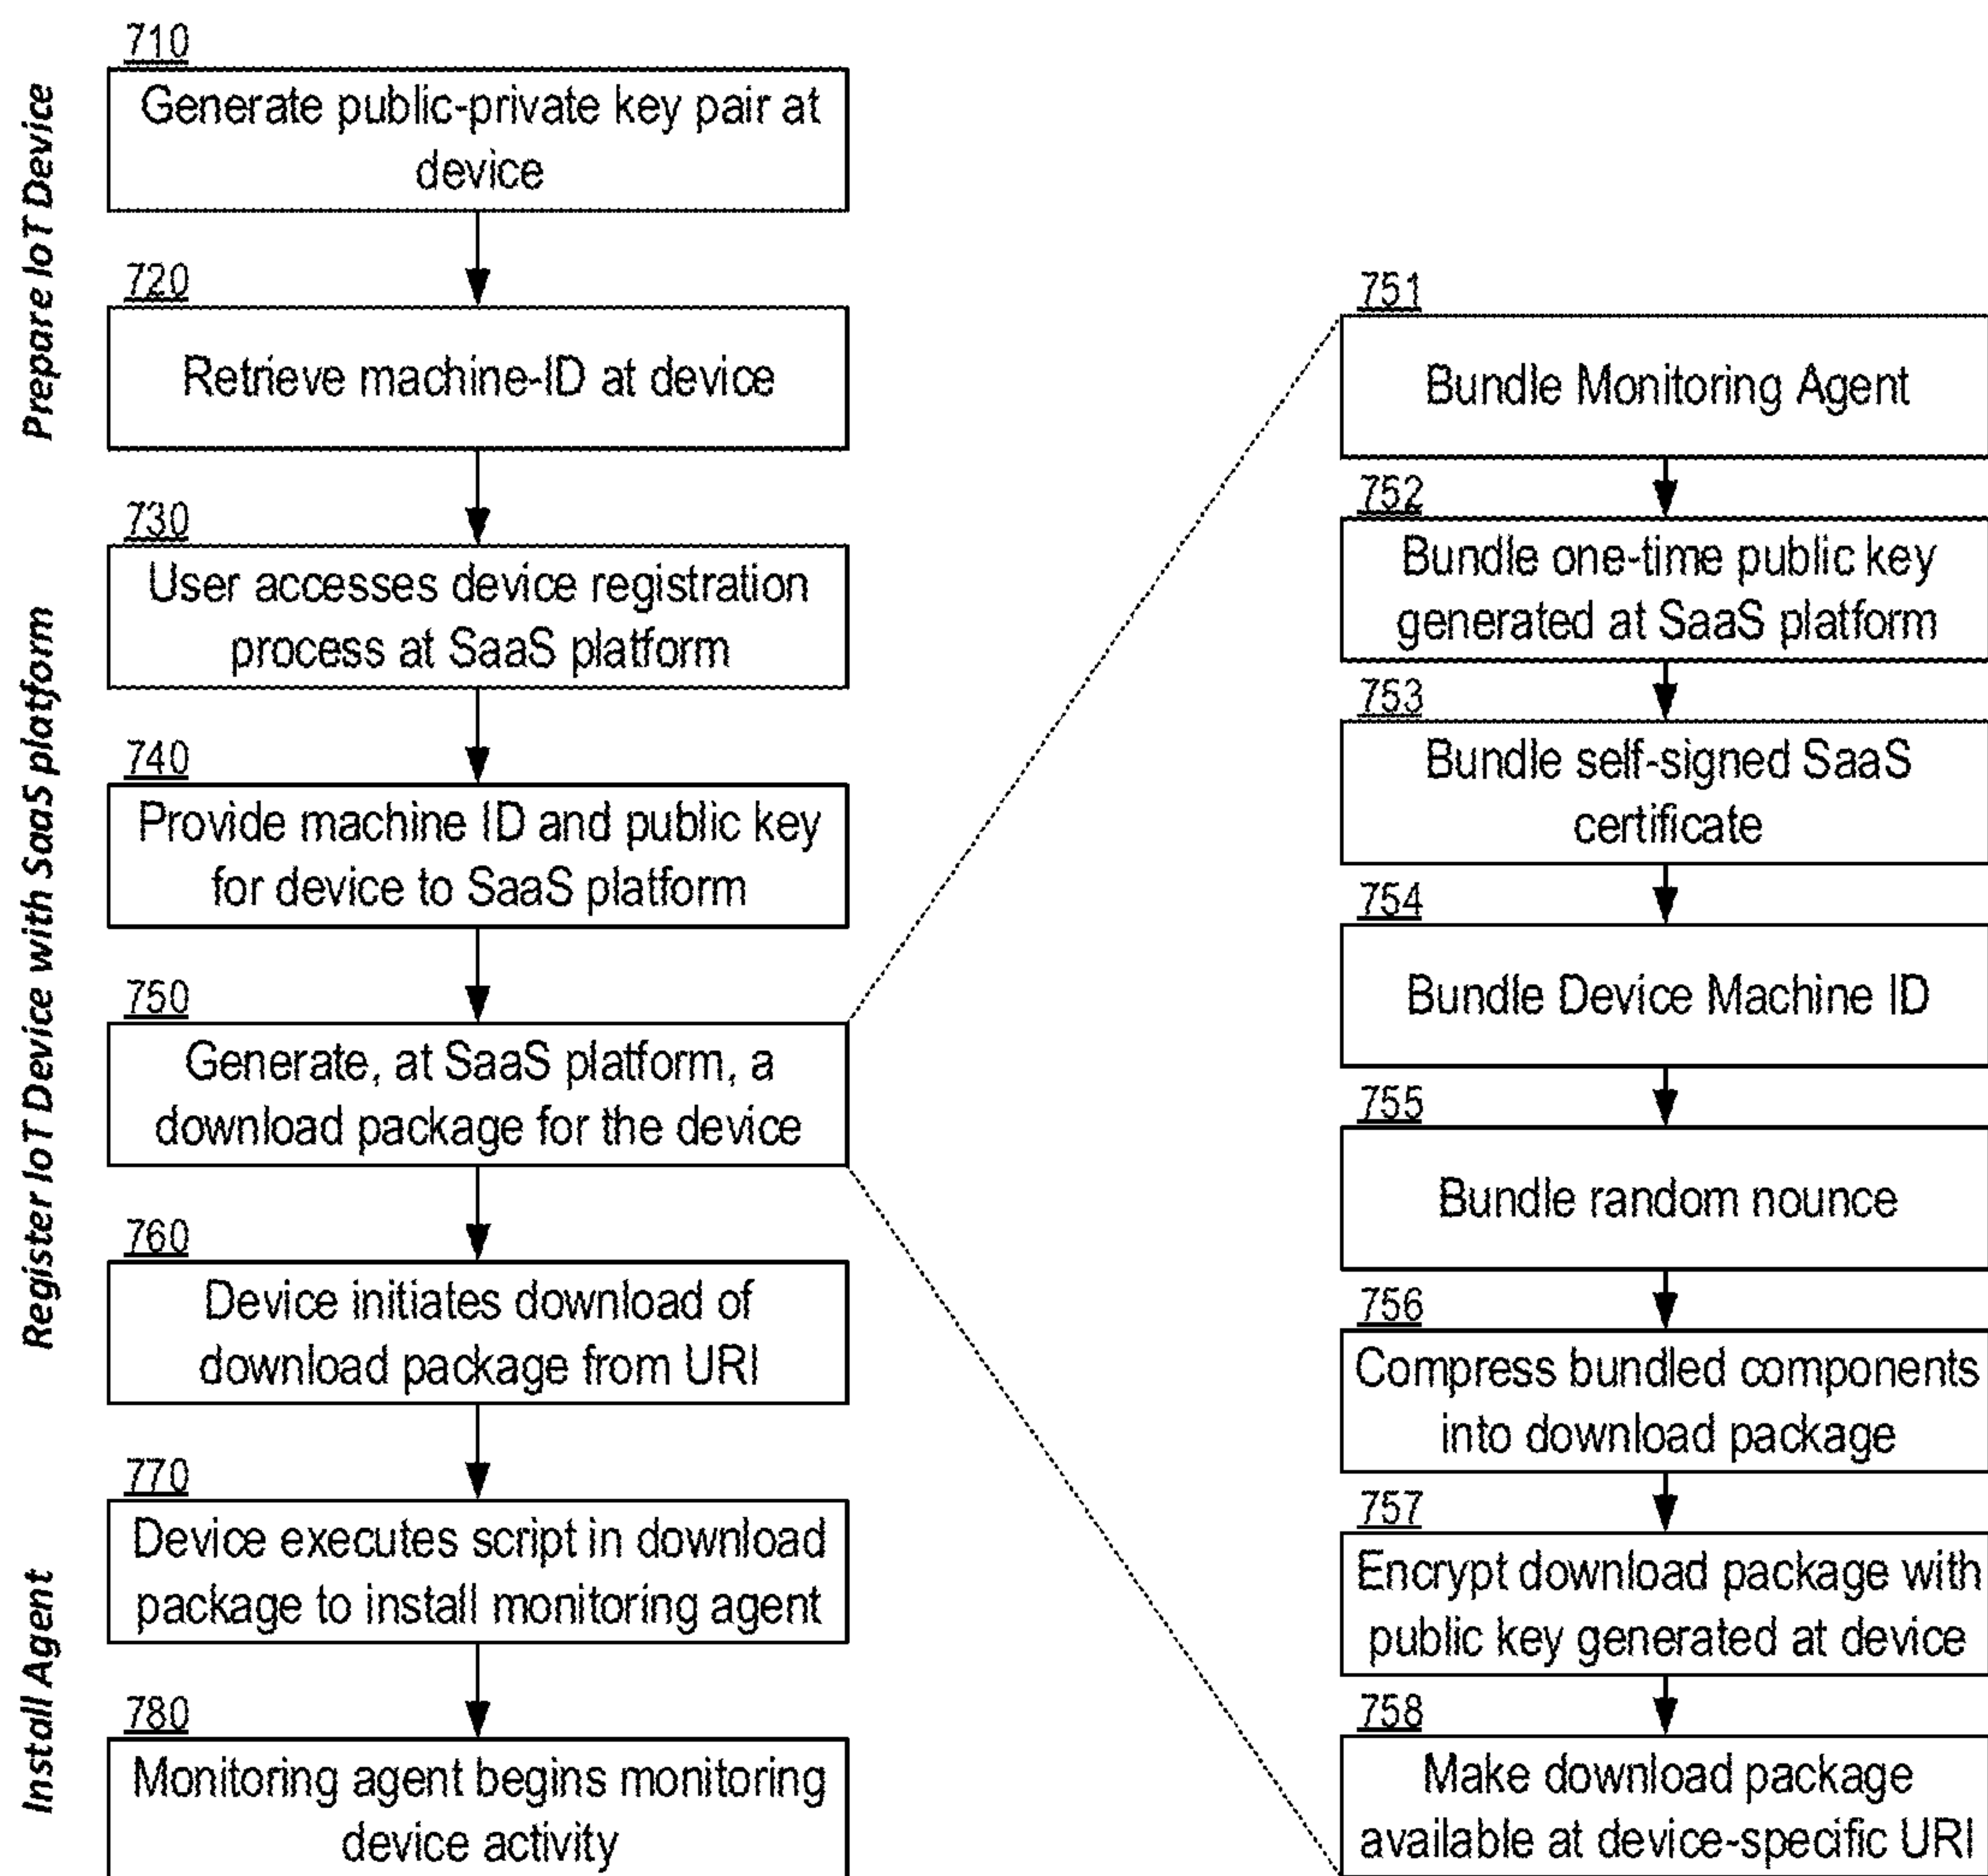 Prepare IoT Device
710
Generate public-private key pair at
device
720
Retrieve machine-ID at device
Register IoT Device with SaaS platform
730
User accesses device registration
process at SaaS platform
740
Provide machine ID and public key
for device to SaaS platform
750
Generate, at SaaS platform, a
download package for the device
760
Device initiates download of
download package from URI
Install Agent
770
Device executes script in download
package to install monitoring agent
780
Monitoring agent begins monitoring
device activity
751
Bundle Monitoring Agent
752
Bundle one-time public key
generated at SaaS platform
753
Bundle self-signed SaaS
certificate
754
Bundle Device Machine ID
755
Bundle random nounce
756
Compress bundled components
into download package
757
Encrypt download package with
public key generated at device
758
Make download package
available at device-specific URI